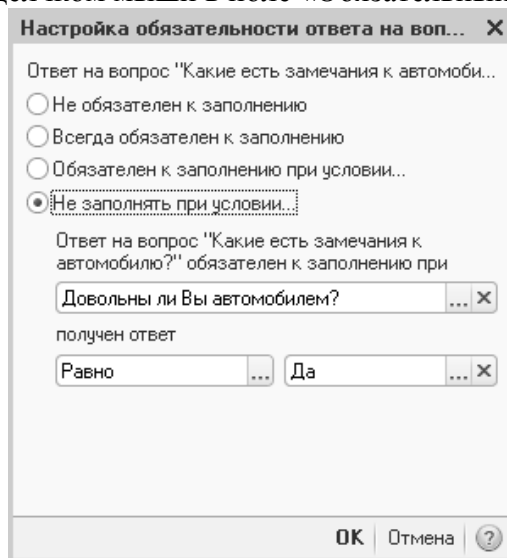 Настройка обязательности ответа на воп...
Ответ на вопрос "Какие есть замечания к автомоби...
Не обязателен к заполнению
Всегда обязателен к заполнению
Обязателен к заполнению при условии...
Не заполнять при условии...
Ответ на вопрос "Какие есть замечания к
автомобилю?" обязателен к заполнению при
Довольны ли Вы автомобилем? ...
получен ответ
Равно ... Да ...
OK Отмена ?